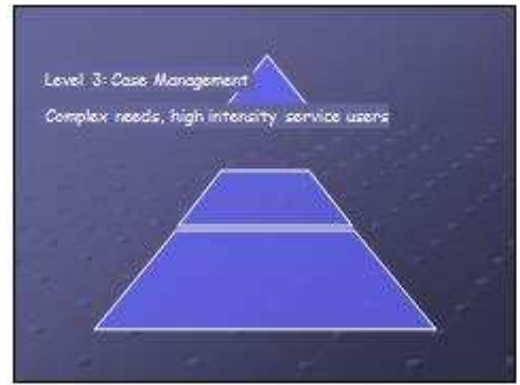 Level 3: Case Management
Complex needs, high intensity service users